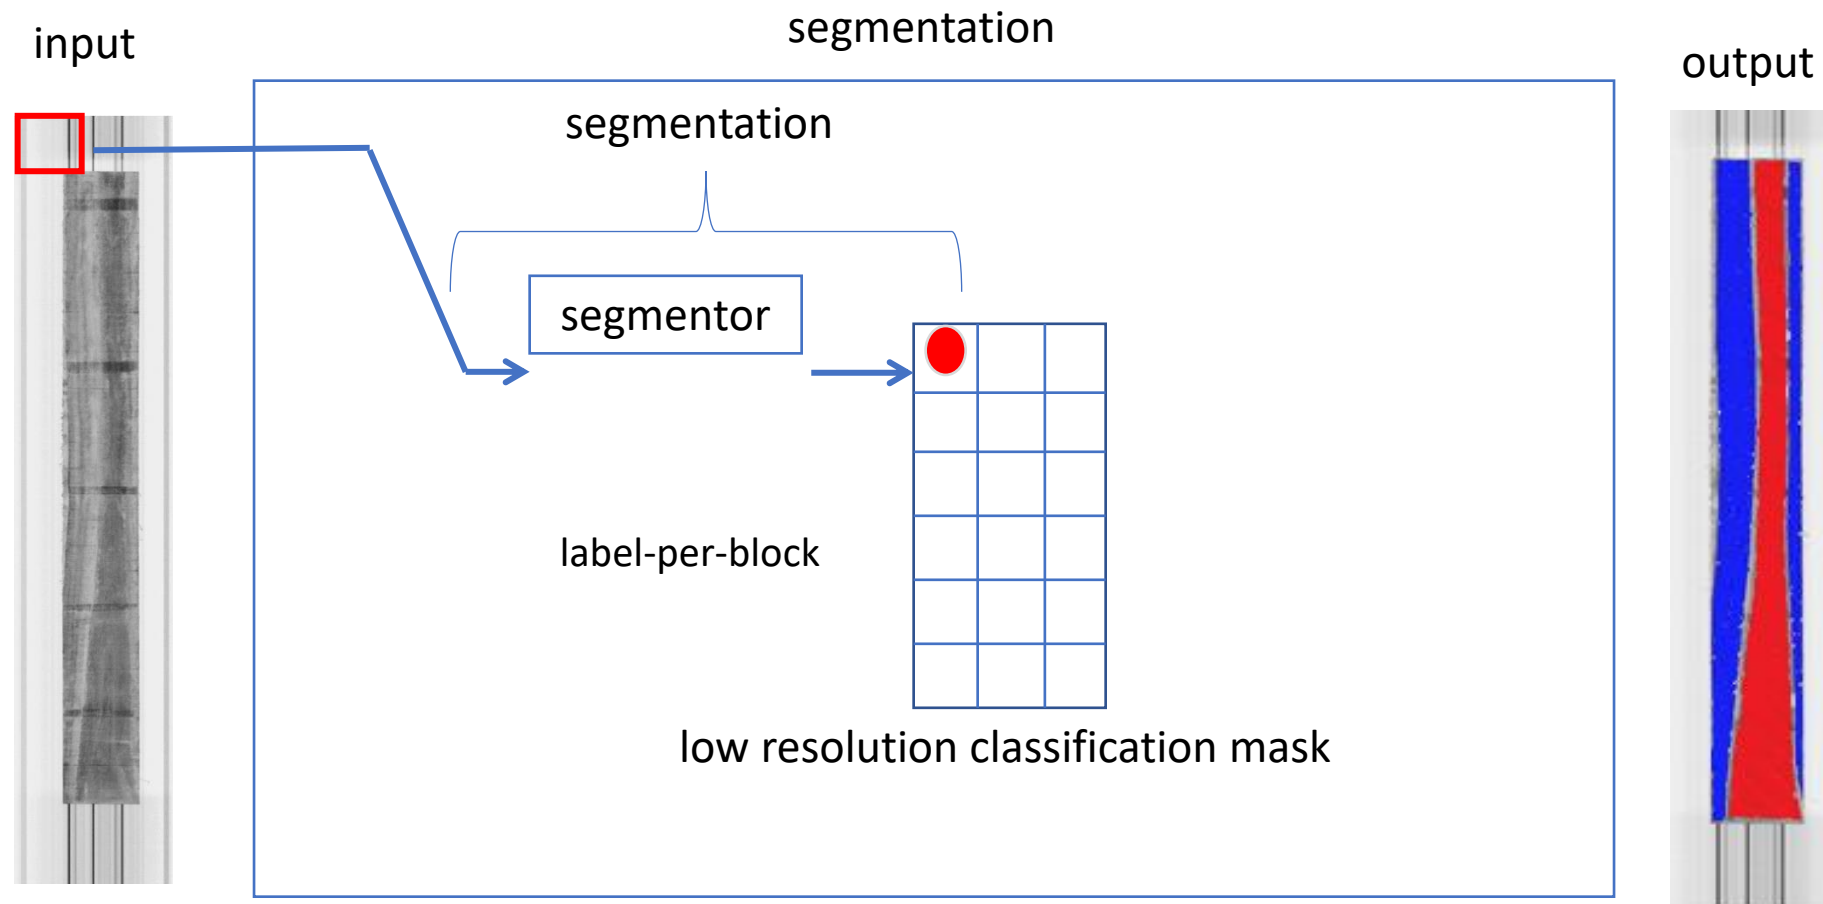 segmentation
input
output
segmentation
segmentor
label-per-block
low resolution classification mask